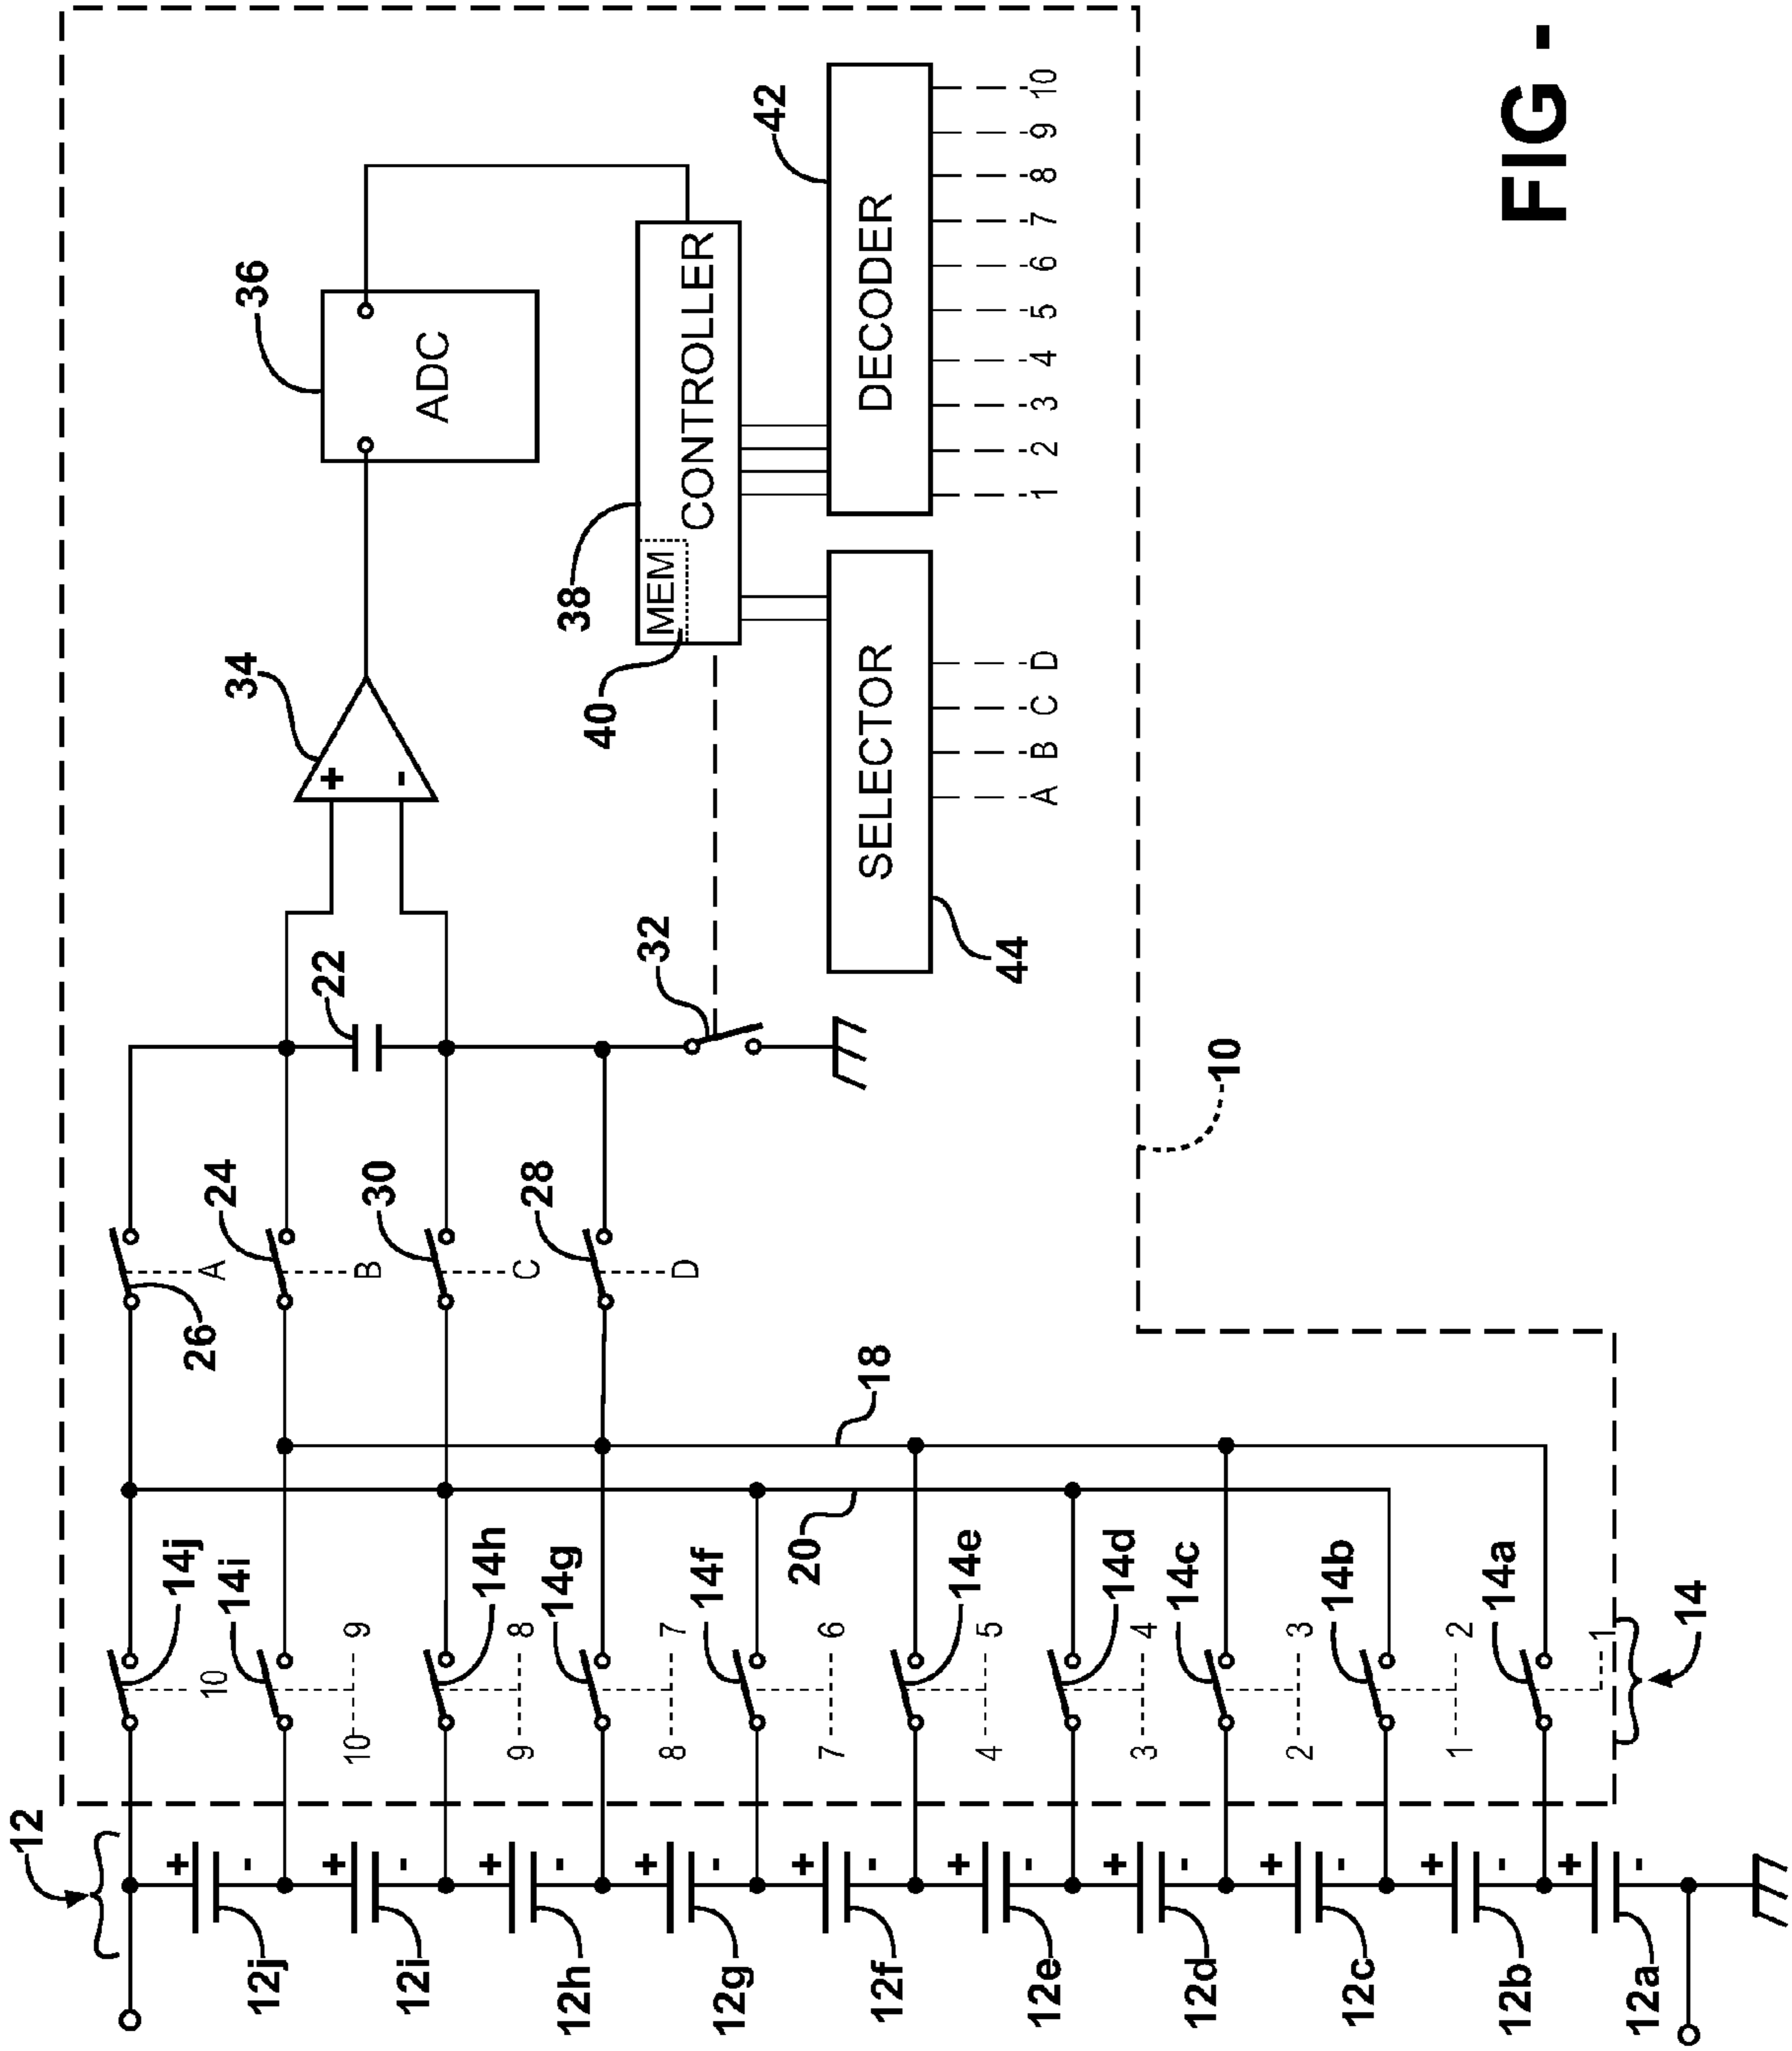 12
12j
12i
12h
12g
12f
12e
12d
12c
12b
12a
+
-
+
-
+
-
+
-
+
-
+
-
+
-
+
-
+
-
+
-
14j
14i
14h
14g
14f
14e
14d
14c
14b
14a
14
10
10 9
9 8
8 7
7 6
4 5
3 4
2 3
1 2
1
20
18
26
24
30
28
A
B
C
D
22
32
10
34
+
-
36
ADC
38
40
MEM
CONTROLLER
42
DECODER
1 2 3 4 5 6 7 8 9 10
44
SELECTOR
A B C D
FIG -